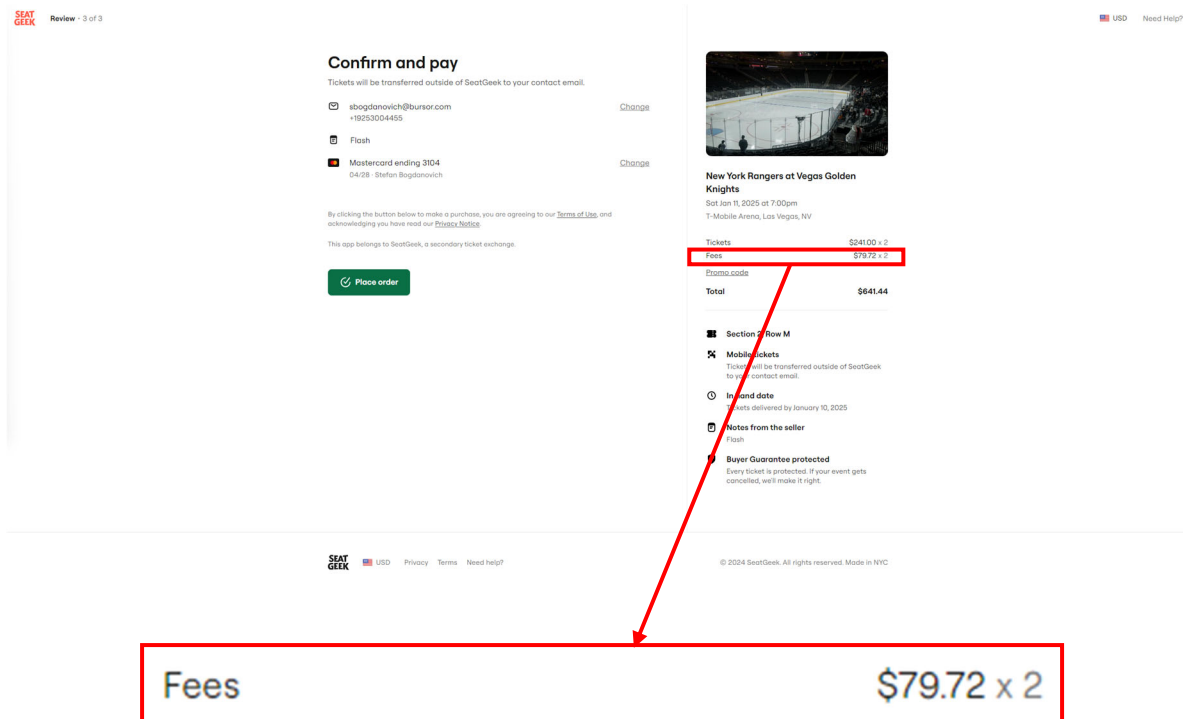 SEAT
GEEK
Review - 3 of 3
USD Need Help?
Confirm and pay
Tickets will be transferred outside of SeatGeek to your contact email.
sbogdanovich@bursor.com Change
+19253004455
Flash
Mastercard ending 3104 Change
04/28 · Stefan Bogdanovich
By clicking the button below to make a purchase, you are agreeing to our Terms of Use, and
acknowledging you have read our Privacy Notice.
This app belongs to SeatGeek, a secondary ticket exchange.
Place order
New York Rangers at Vegas Golden
Knights
Sat Jan 11, 2025 at 7:00pm
T-Mobile Arena, Las Vegas, NV
Tickets $241.00 x 2
Fees $79.72 x 2
Promo code
Total $641.44
Section 2, Row M
Mobile tickets
Tickets will be transferred outside of SeatGeek
to your contact email.
In hand date
Tickets delivered by January 10, 2025
Notes from the seller
Flash
Buyer Guarantee protected
Every ticket is protected. If your event gets
cancelled, we'll make it right.
SEAT
GEEK
USD Privacy Terms Need help?
© 2024 SeatGeek. All rights reserved. Made in NYC
Fees $79.72 x 2